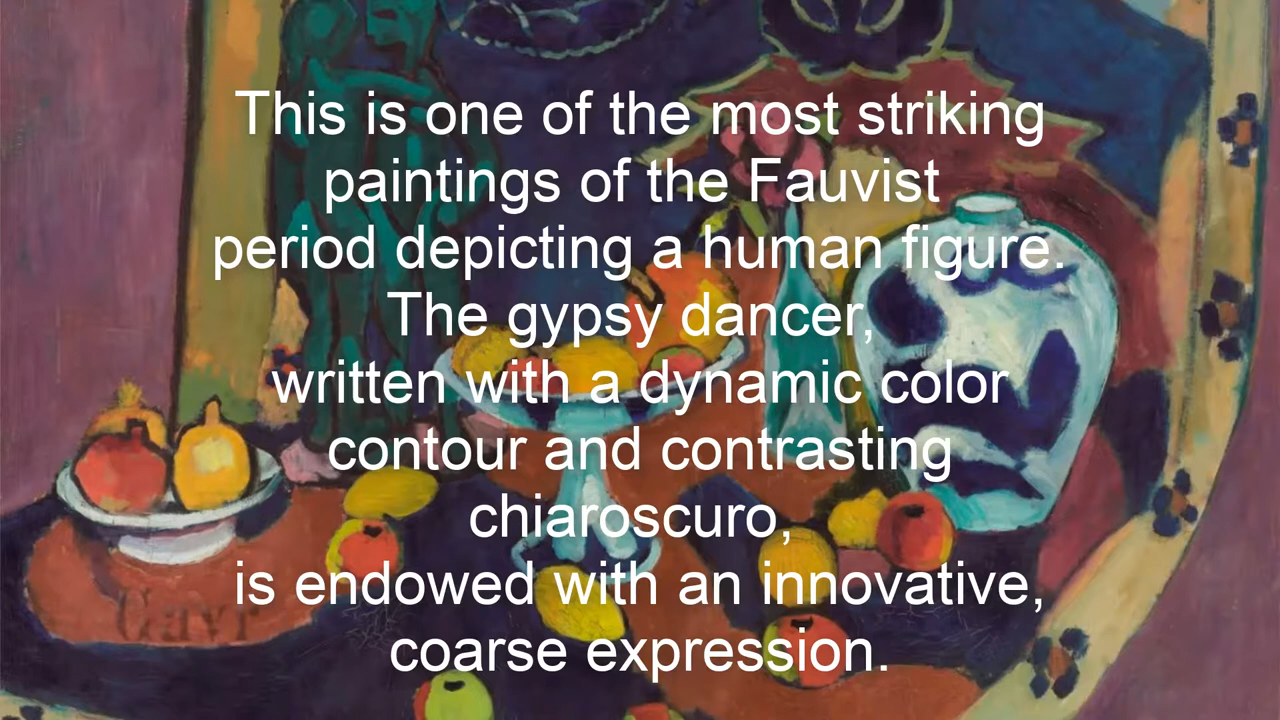 This is one of the most striking
paintings of the Fauvist
period depicting a human figure.
The gypsy dancer,
written with a dynamic color
contour and contrasting
chiaroscuro,
is endowed with an innovative,
coarse expression.